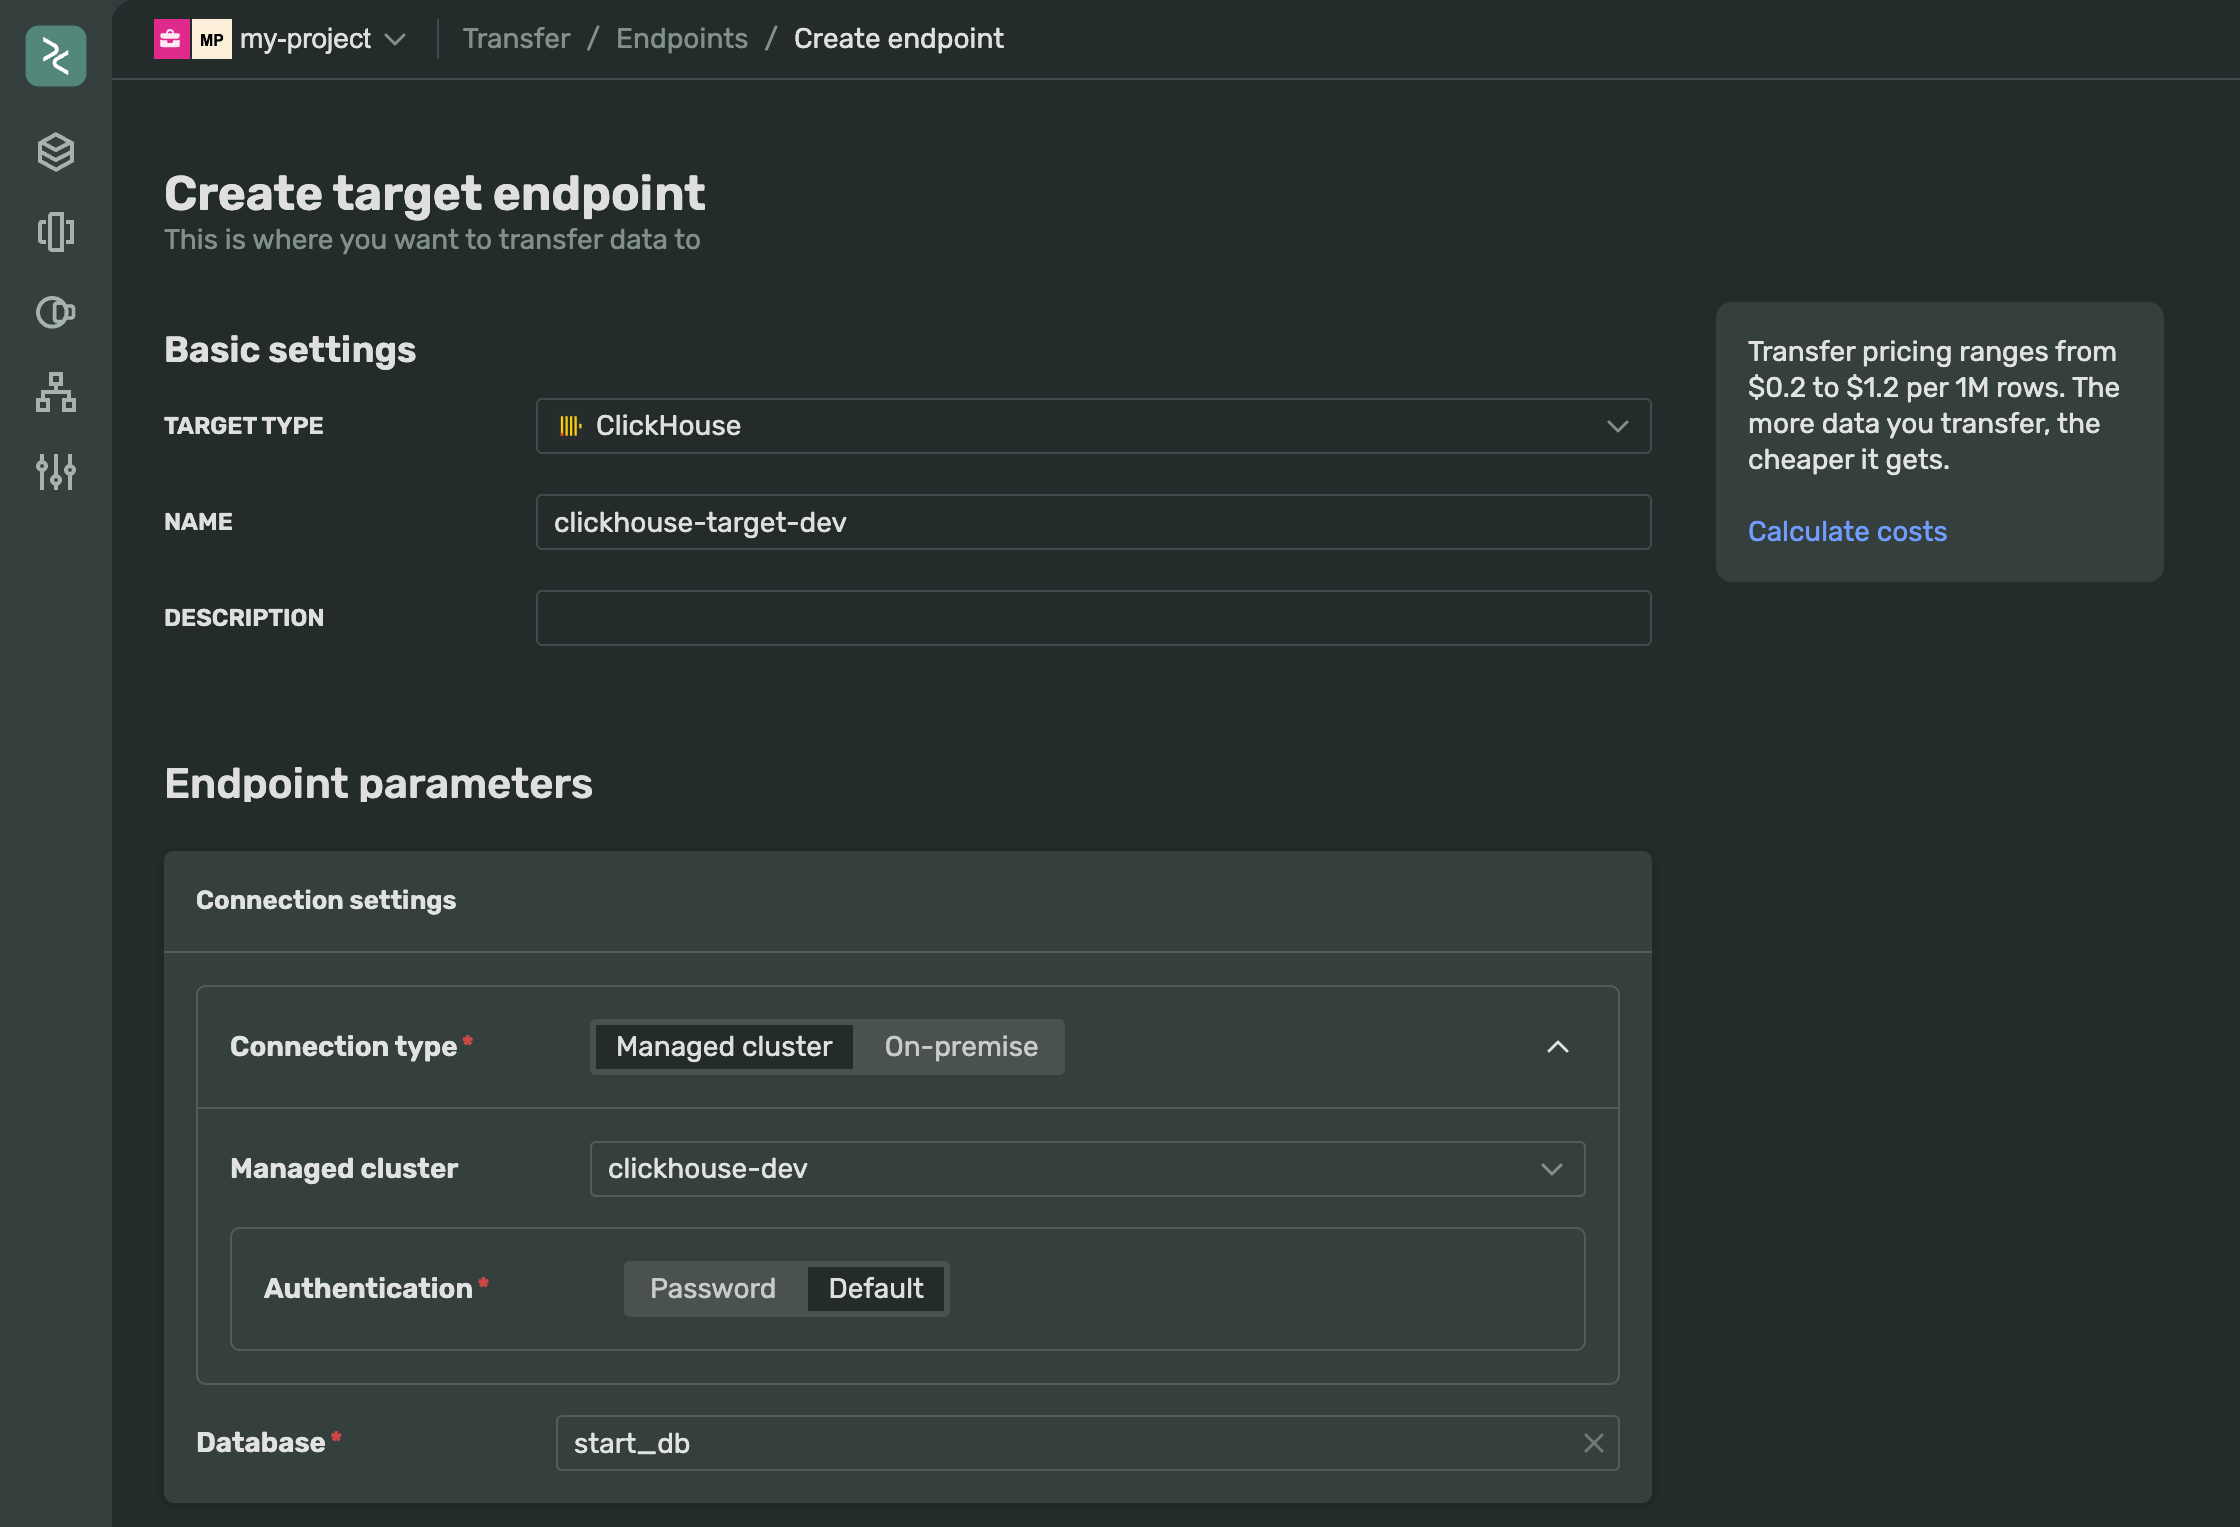 MP my-project Transfer / Endpoints / Create endpoint
Create target endpoint
This is where you want to transfer data to
Basic settings
TARGET TYPE ClickHouse
NAME clickhouse-target-dev
DESCRIPTION
Transfer pricing ranges from
$0.2 to $1.2 per 1M rows. The
more data you transfer, the
cheaper it gets.
Calculate costs
Endpoint parameters
Connection settings
Connection type * Managed cluster On-premise
Managed cluster clickhouse-dev
Authentication * Password Default
Database * start_db